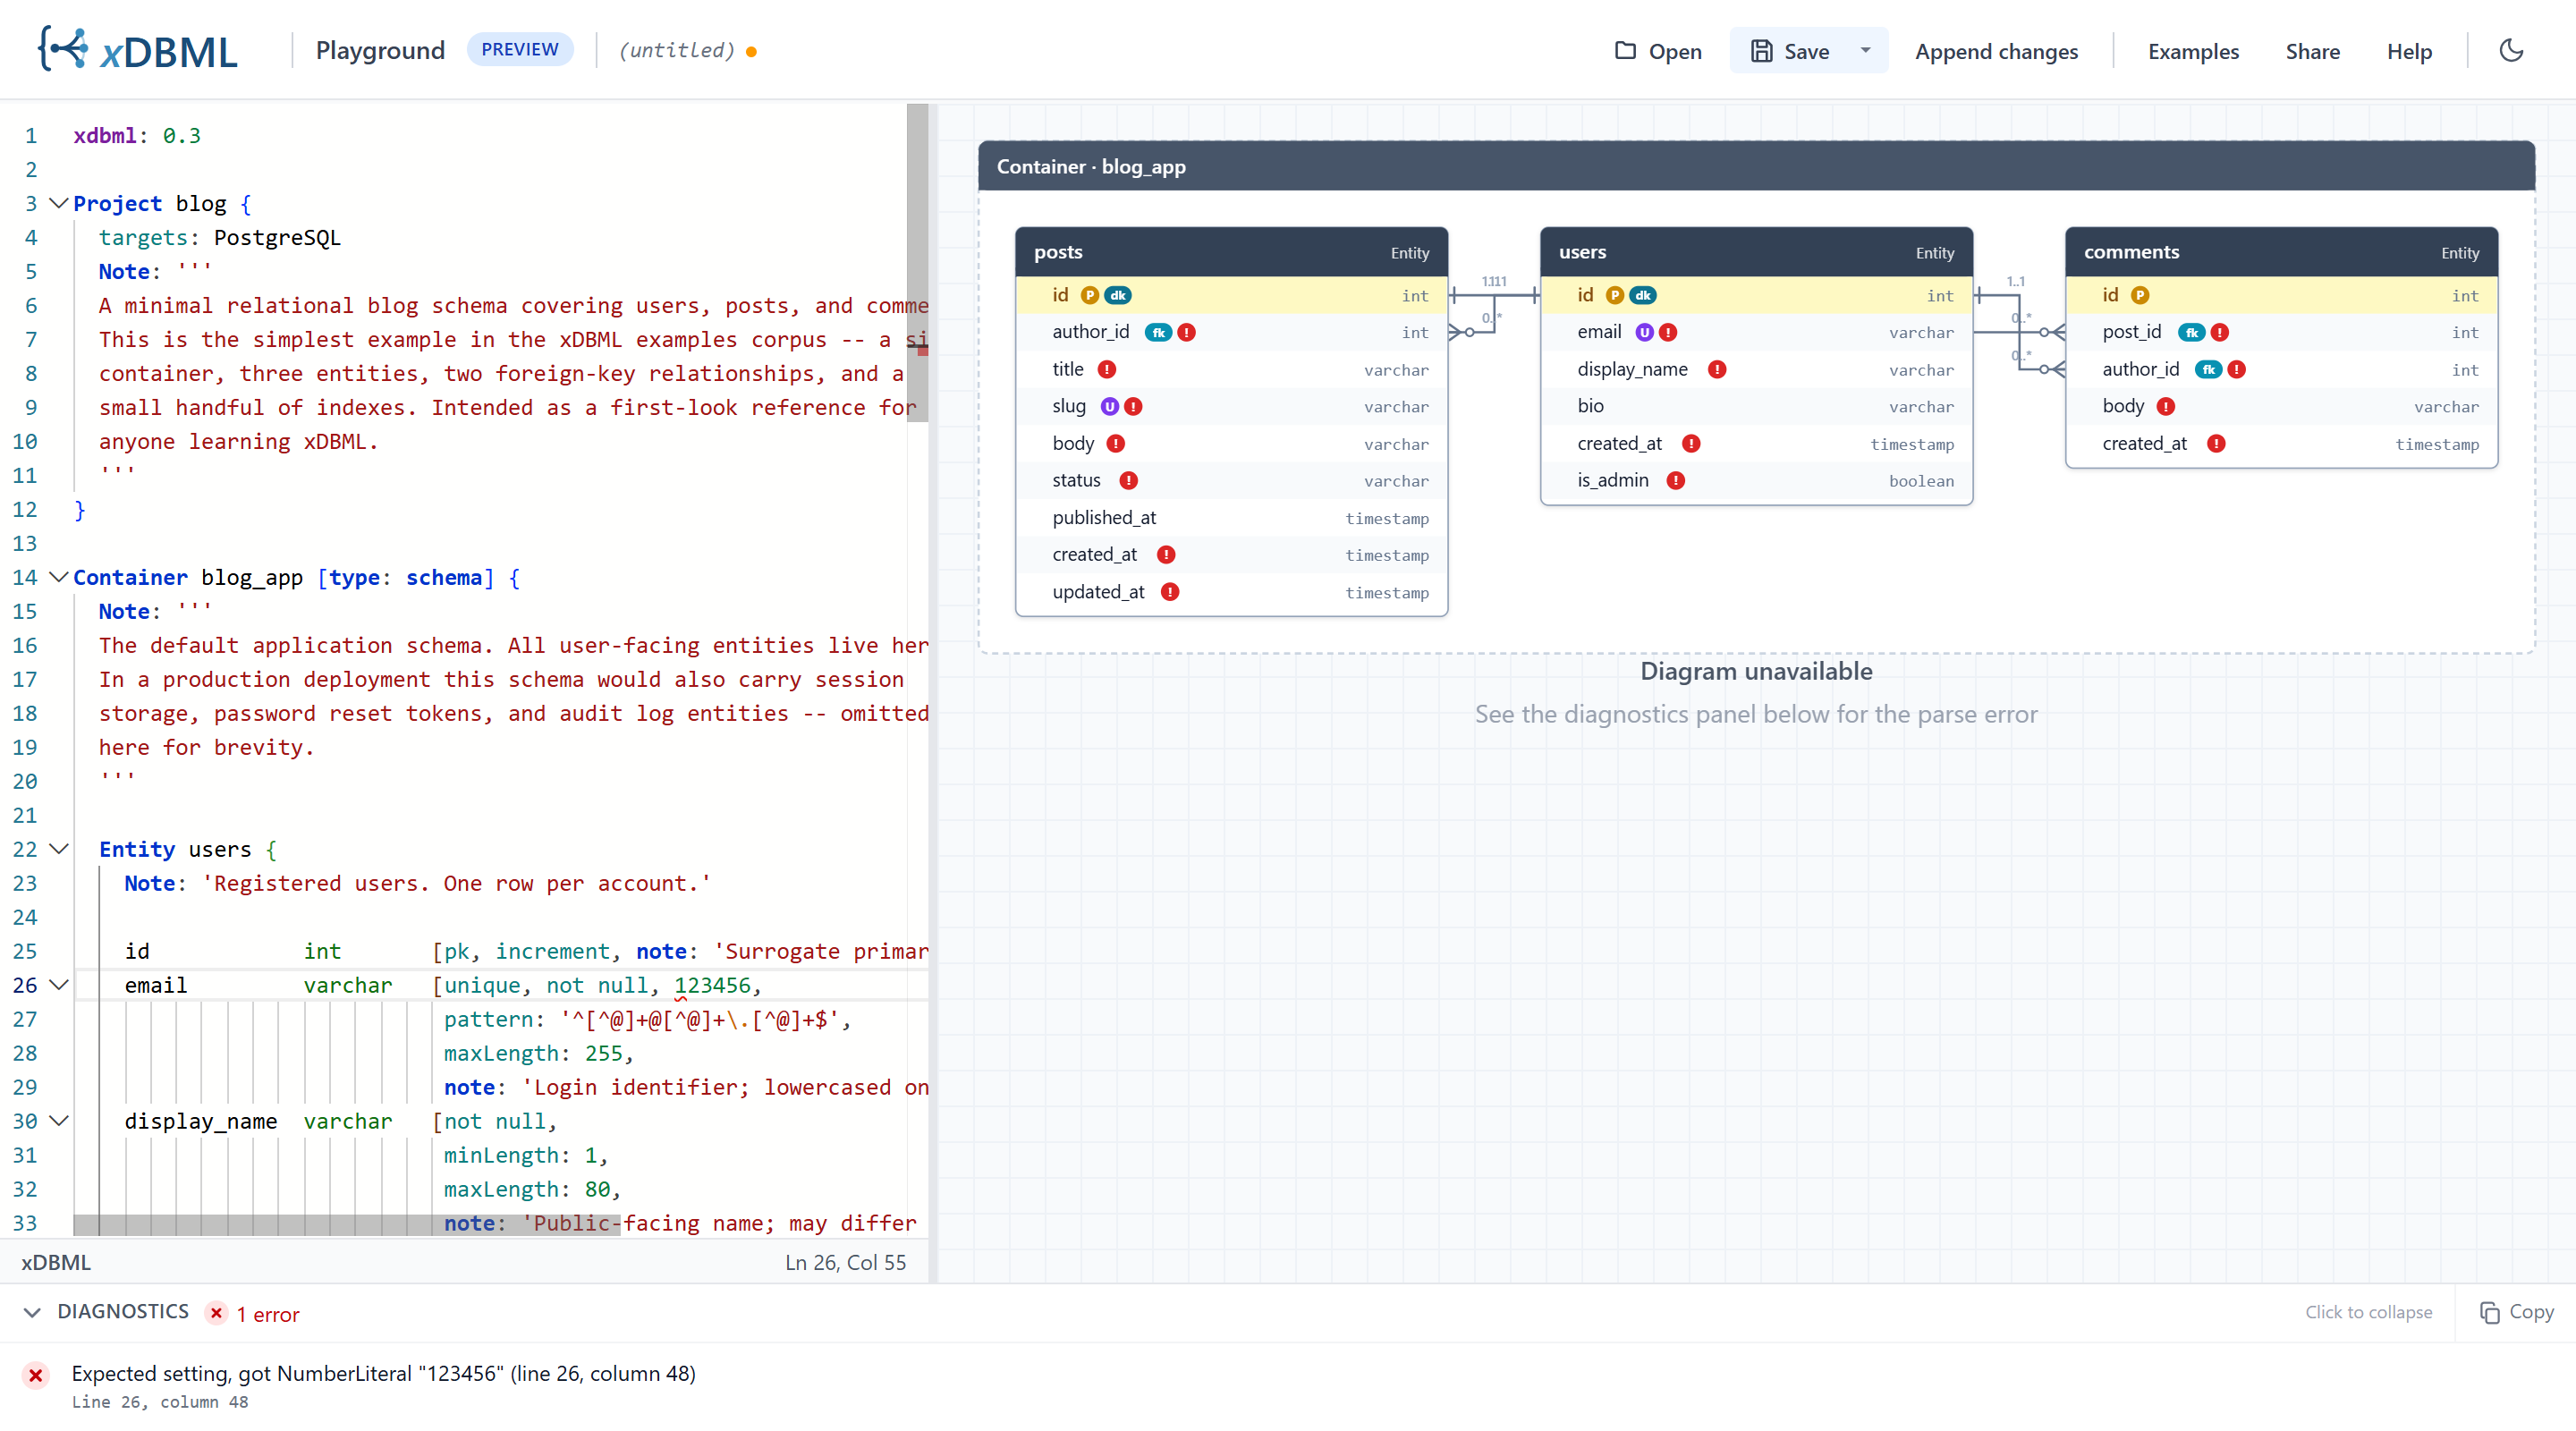 xDBML
Playground
PREVIEW
(untitled)
Open
Save
Append changes
Examples
Share
Help
1 xdbml: 0.3
2
3 Project blog {
4 targets: PostgreSQL
5 Note: '''
6 A minimal relational blog schema covering users, posts, and comme
7 This is the simplest example in the xDBML examples corpus -- a si
8 container, three entities, two foreign-key relationships, and a
9 small handful of indexes. Intended as a first-look reference for
10 anyone learning xDBML.
11 '''
12 }
13
14 Container blog_app [type: schema] {
15 Note: '''
16 The default application schema. All user-facing entities live her
17 In a production deployment this schema would also carry session
18 storage, password reset tokens, and audit log entities -- omitted
19 here for brevity.
20 '''
21
22 Entity users {
23 Note: 'Registered users. One row per account.'
24
25 id int [pk, increment, note: 'Surrogate primar
26 email varchar [unique, not null, 123456,
27 pattern: '^[^@]+@[^@]+\.[^@]+$',
28 maxLength: 255,
29 note: 'Login identifier; lowercased on
30 display_name varchar [not null,
31 minLength: 1,
32 maxLength: 80,
33 note: 'Public-facing name; may differ
xDBML
Ln 26, Col 55
Container · blog_app
posts Entity
id P dk int
author_id fk ! int
title ! varchar
slug U ! varchar
body ! varchar
status ! varchar
published_at timestamp
created_at ! timestamp
updated_at ! timestamp
0..*
users Entity
id P dk int
email U ! varchar
display_name ! varchar
bio varchar
created_at ! timestamp
is_admin ! boolean
1..1
0..*
0..*
comments Entity
id P int
post_id fk ! int
author_id fk ! int
body ! varchar
created_at ! timestamp
Diagram unavailable
See the diagnostics panel below for the parse error
DIAGNOSTICS
1 error
Click to collapse
Copy
Expected setting, got NumberLiteral "123456" (line 26, column 48)
Line 26, column 48